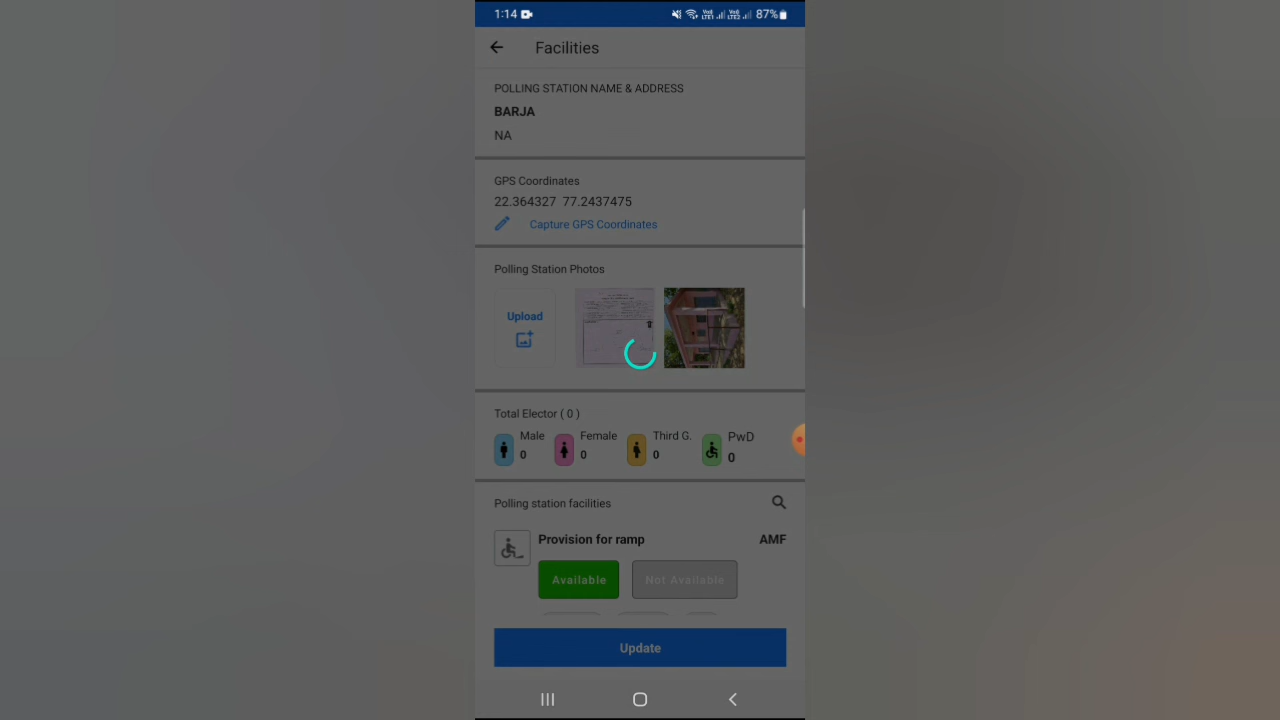 1:14
87%
Facilities
POLLING STATION NAME & ADDRESS
BARJA
NA
GPS Coordinates
22.364327 77.2437475
Capture GPS Coordinates
Polling Station Photos
Upload
Total Elector ( 0 )
Male
0
Female
0
Third G.
0
PwD
0
Polling station facilities
Provision for ramp
AMF
Available
Not Available
Update